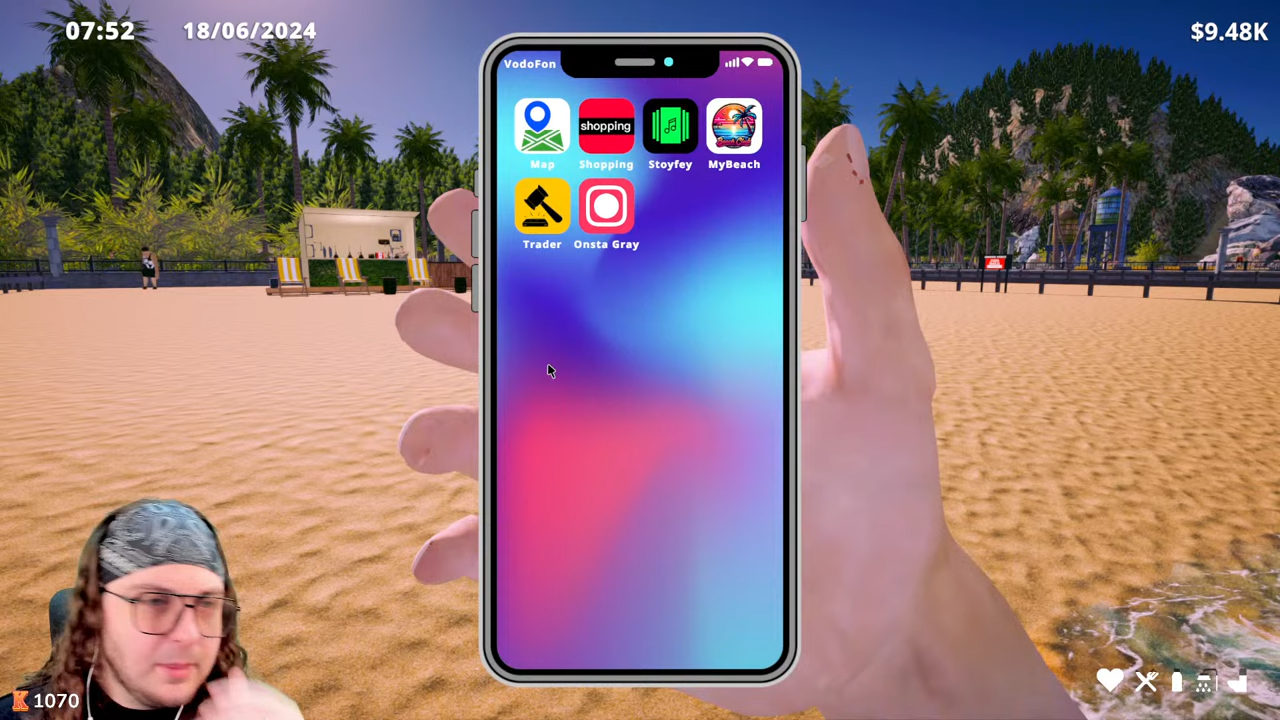 07:52 18/06/2024
$9.48K
VodoFon
shopping
Map Shopping Stoyfey MyBeach
Trader Onsta Gray
K 1070